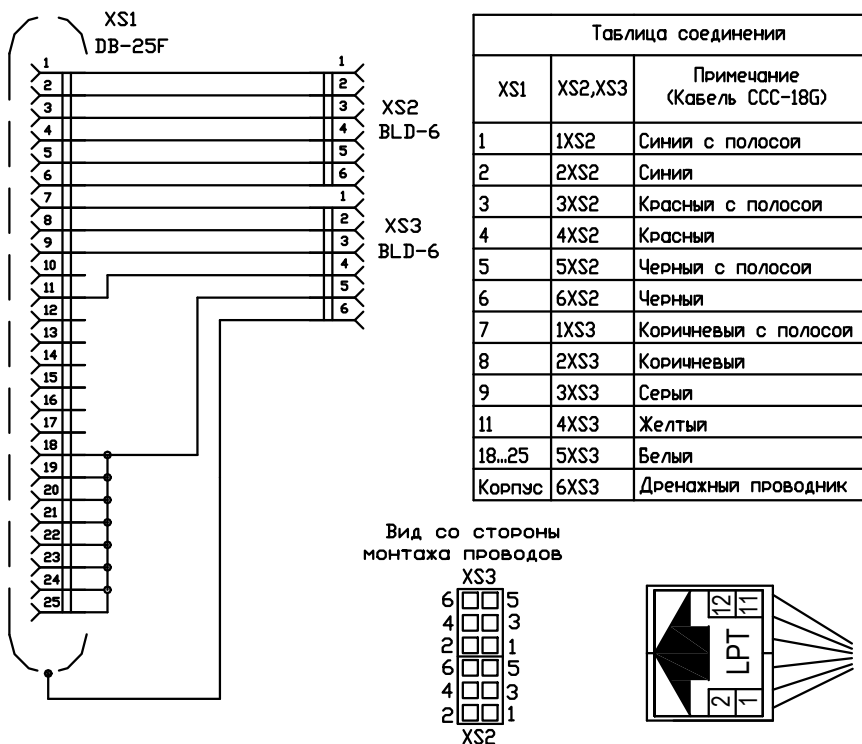 XS1
DB-25F
1
2
3
4
5
6
7
8
9
10
11
12
13
14
15
16
17
18
19
20
21
22
23
24
25
1
2
3
4
5
6
XS2
BLD-6
1
2
3
4
5
6
XS3
BLD-6
Таблица соединений
XS1 XS2,XS3 Примечание
(Кабель ССС-18G)
1 1XS2 Синий с полосой
2 2XS2 Синий
3 3XS2 Красный с полосой
4 4XS2 Красный
5 5XS2 Черный с полосой
6 6XS2 Черный
7 1XS3 Коричневый с полосой
8 2XS3 Коричневый
9 3XS3 Серый
11 4XS3 Желтый
18...25 5XS3 Белый
Корпус 6XS3 Дренажный проводник
Вид со стороны
монтажа проводов
XS3
6 5
4 3
2 1
6 5
4 3
2 1
XS2
12 11
LPT
2 1